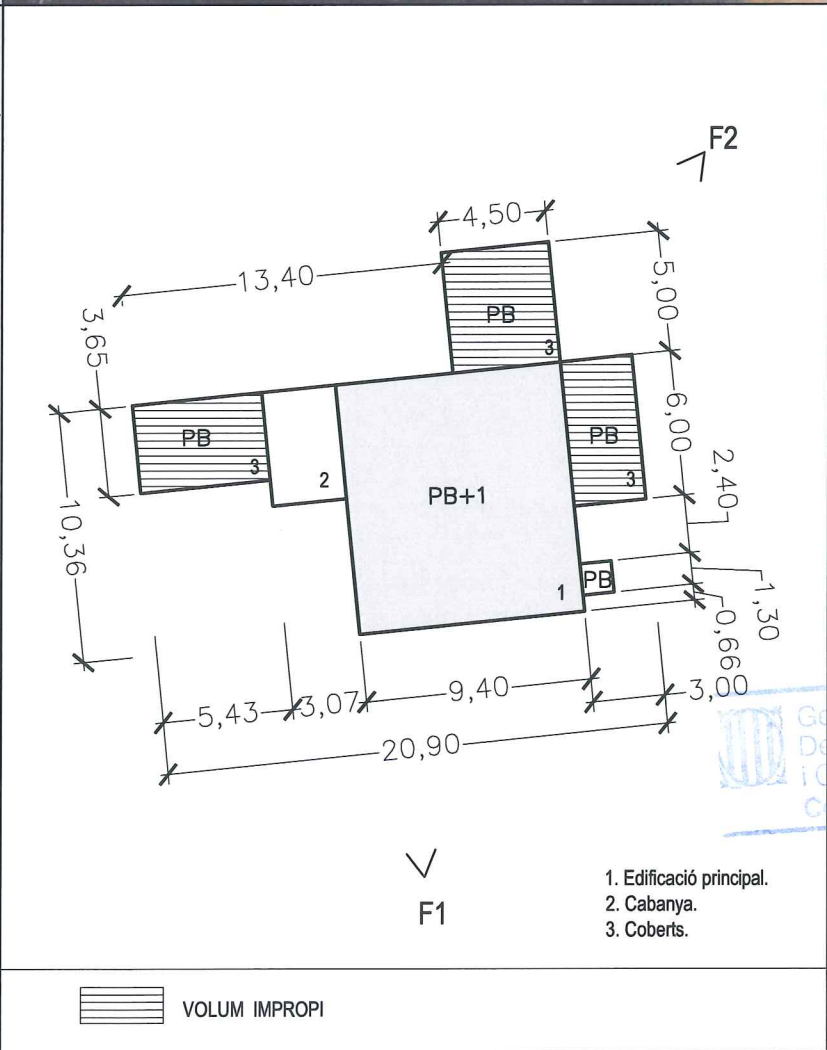 F2
4,50
13,40
5,00
PB
3
3,65
6,00
PB
3
2
PB
3
2,40
10,36
PB+1
1
PB
1,30
0,66
5,43
3,07
9,40
3,00
20,90
F1
1. Edificació principal.
2. Cabanya.
3. Coberts.
VOLUM IMPROPI